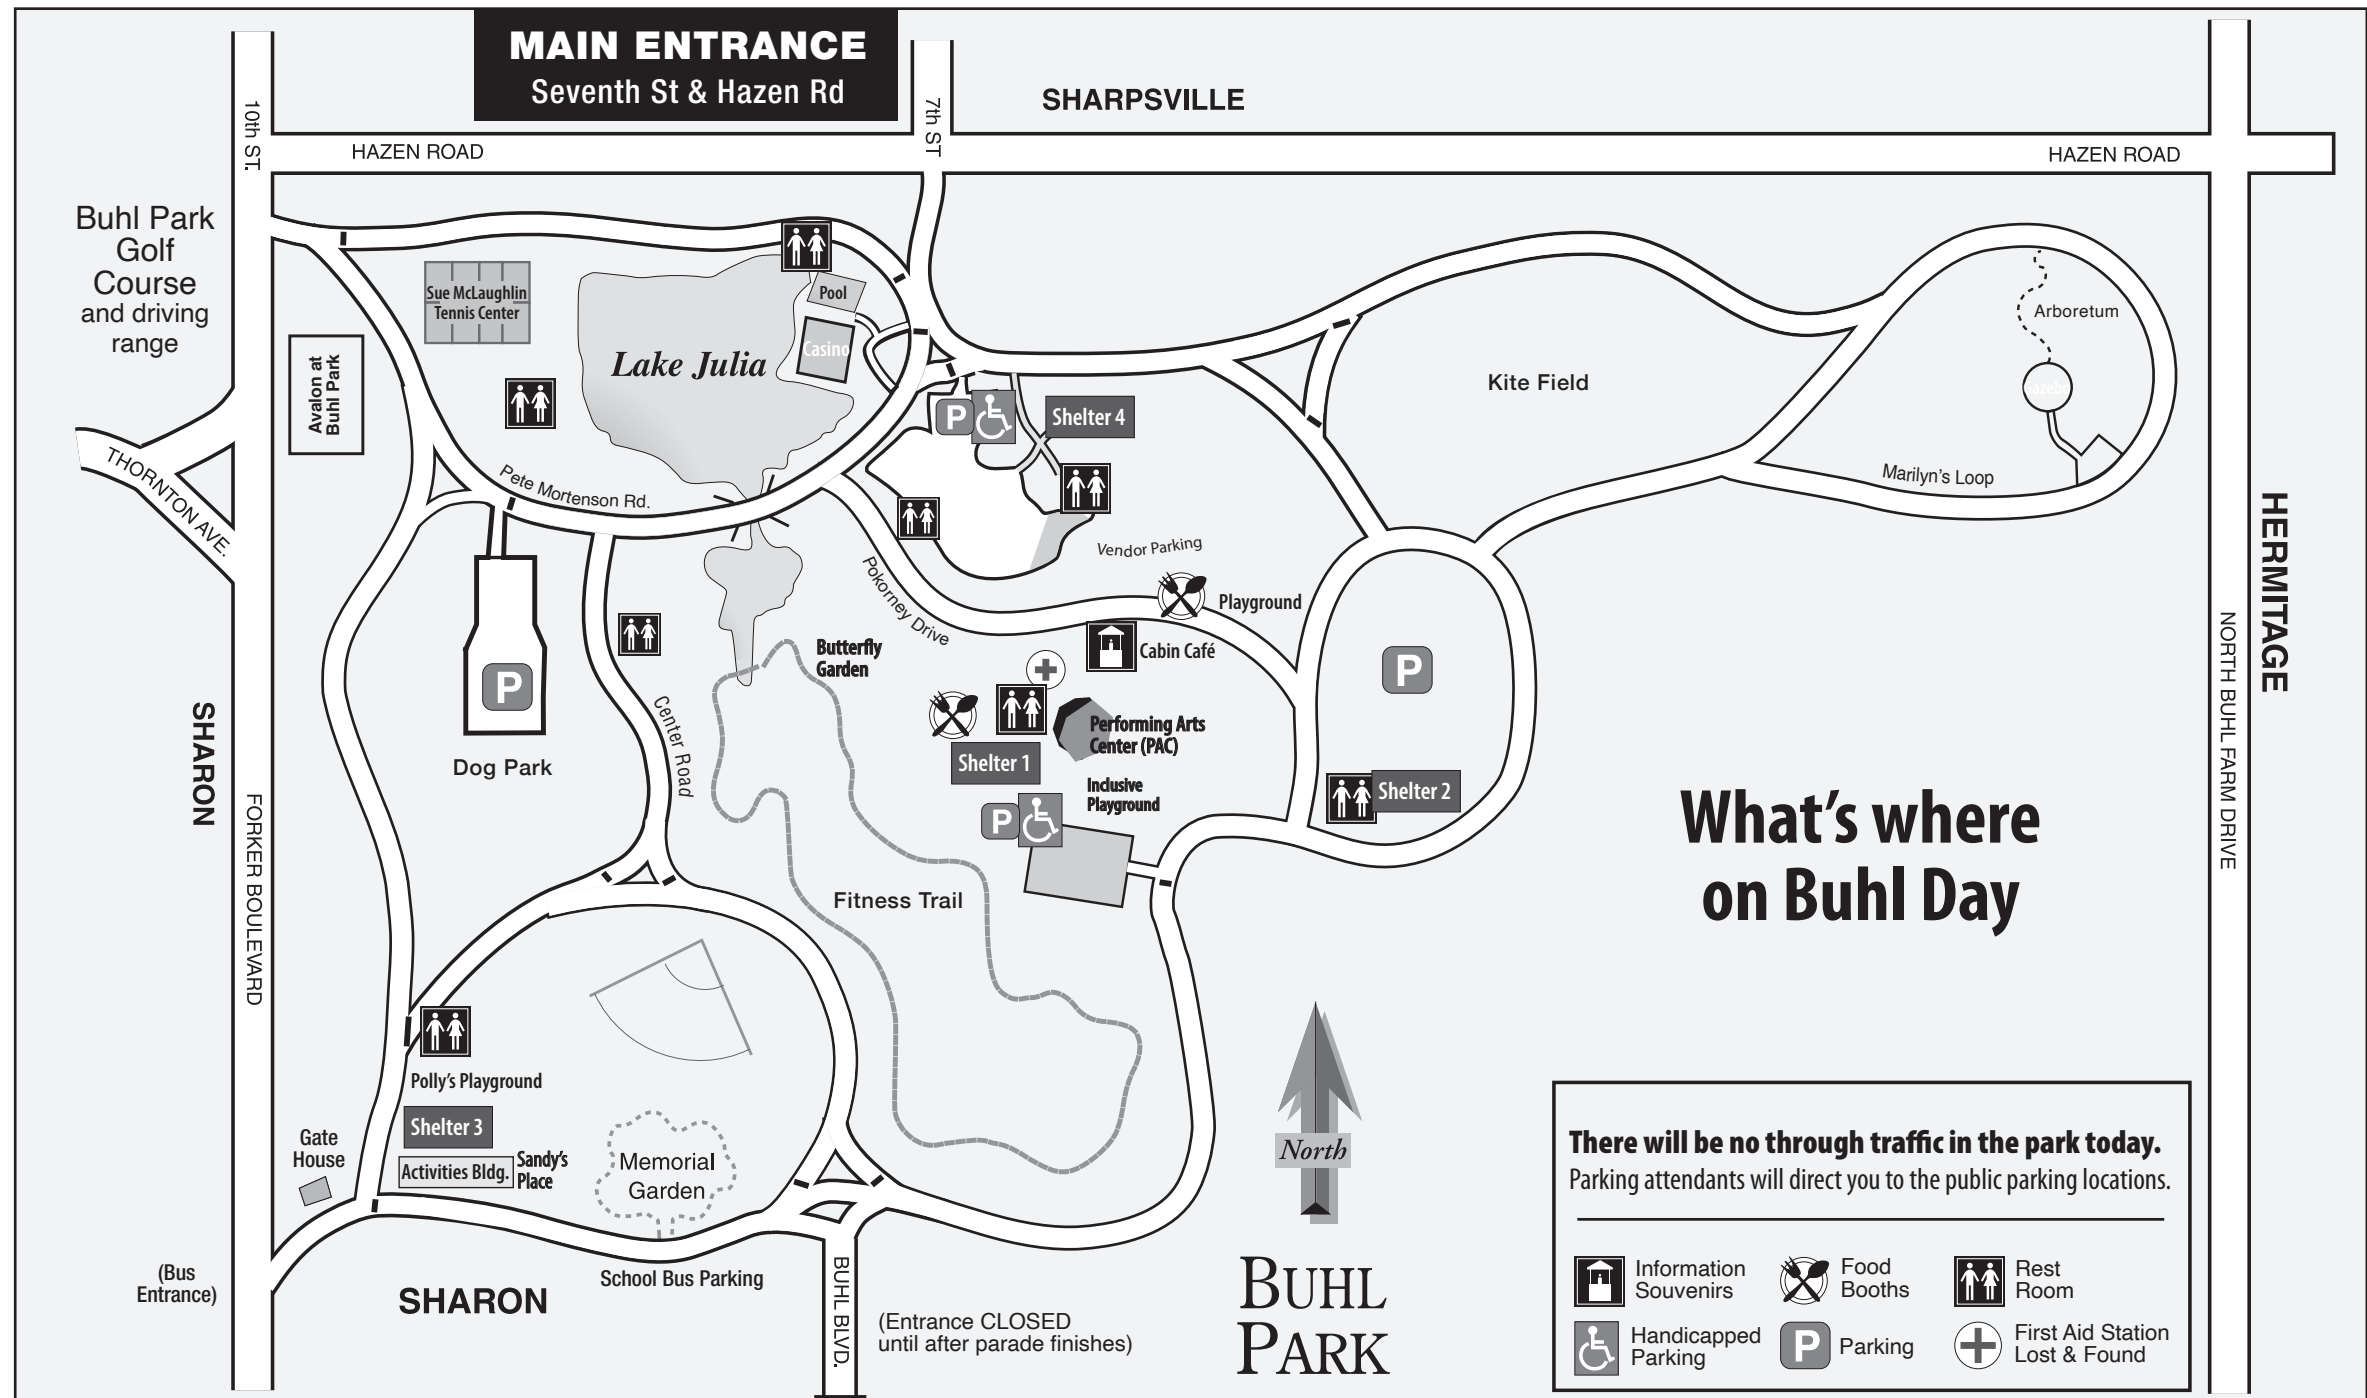 MAIN ENTRANCE
Seventh St & Hazen Rd
10th ST.
7th ST
SHARPSVILLE
HAZEN ROAD
HAZEN ROAD
Buhl Park
Golf
Course
and driving
range
Avalon at
Buhl Park
Sue McLaughlin
Tennis Center
Lake Julia
Pool
Casino
P
Shelter 4
Kite Field
Arboretum
Gazebo
Marilyn's Loop
THORNTON AVE.
Pete Mortenson Rd.
Vendor Parking
Pokorney Drive
Playground
Cabin Café
Butterfly
Garden
P
P
Center Road
Dog Park
Performing Arts
Center (PAC)
Shelter 1
Inclusive
Playground
P
Shelter 2
Fitness Trail
SHARON
FORKER BOULEVARD
HERMITAGE
NORTH BUHL FARM DRIVE
What's where
on Buhl Day
Polly's Playground
Shelter 3
Gate
House
Activities Bldg.
Sandy's
Place
Memorial
Garden
(Bus
Entrance)
SHARON
School Bus Parking
BUHL BLVD.
(Entrance CLOSED
until after parade finishes)
North
BUHL
PARK
There will be no through traffic in the park today.
Parking attendants will direct you to the public parking locations.
Information
Souvenirs
Food
Booths
Rest
Room
Handicapped
Parking
P
Parking
First Aid Station
Lost & Found